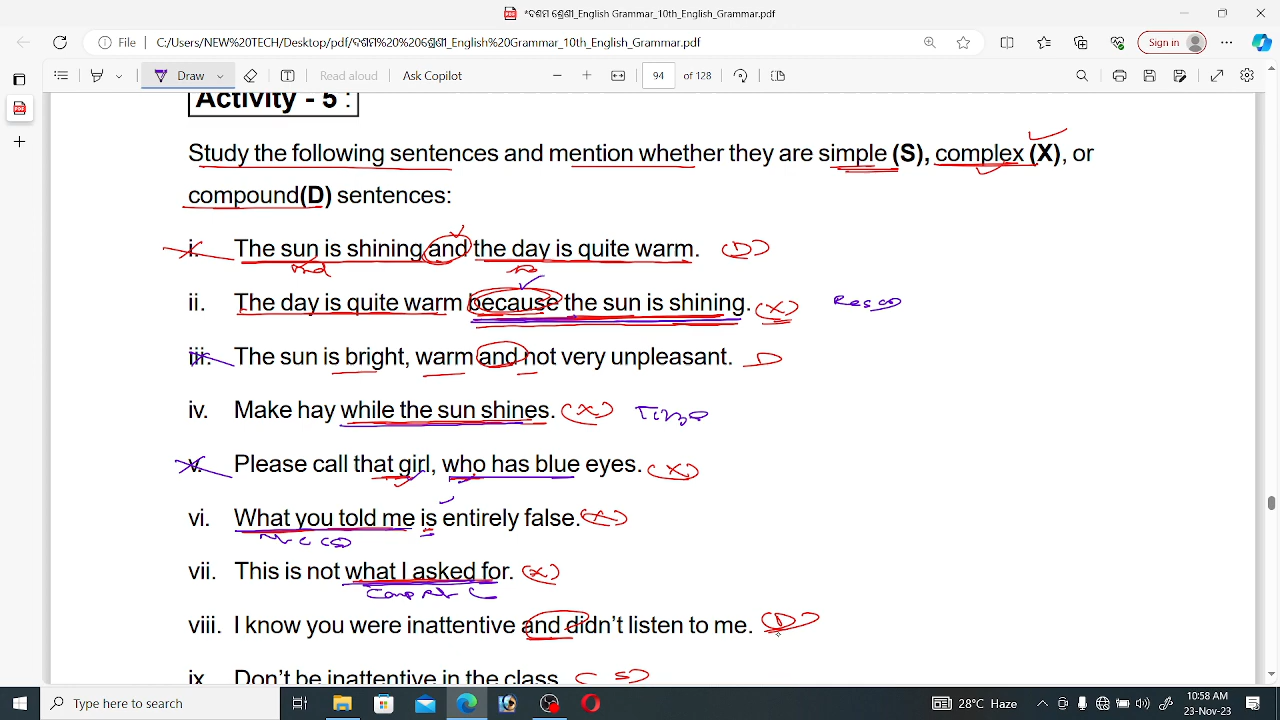 *ଦଶମ ଶ୍ରେଣୀ_English Grammar_10th_English_Grammar.pdf
File C:/Users/NEW%20TECH/Desktop/pdf/ଦଶମ%20%20ଶ୍ରେଣୀ_English%20Grammar_10th_English_Grammar.pdf Sign in
Draw Read aloud Ask Copilot 94 of 128
Activity - 5 :
Study the following sentences and mention whether they are simple (S), complex (X), or
compound(D) sentences:
i. The sun is shining and the day is quite warm. (D)
ii. The day is quite warm because the sun is shining. (X)
iii. The sun is bright, warm and not very unpleasant. D
iv. Make hay while the sun shines. (X) Time
v. Please call that girl, who has blue eyes. (X)
vi. What you told me is entirely false. (X)
vii. This is not what I asked for. (X)
viii. I know you were inattentive and didn't listen to me. (D)
ix. Don't be inattentive in the class. (S)
Type here to search 28°C Haze 10:58 AM
23-Nov-23